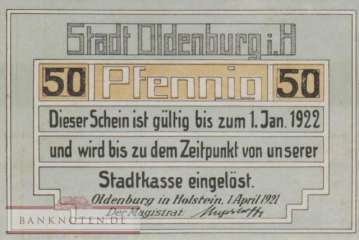 Stadt Oldenburg i.H
50 Pfennig 50
Dieser Schein ist gültig bis zum 1. Jan. 1922
und wird bis zu dem Zeitpunkt von unserer
Stadtkasse eingelöst.
Oldenburg in Holstein, 1. April 1921
Der Magistrat
BANKNOTEN.DE